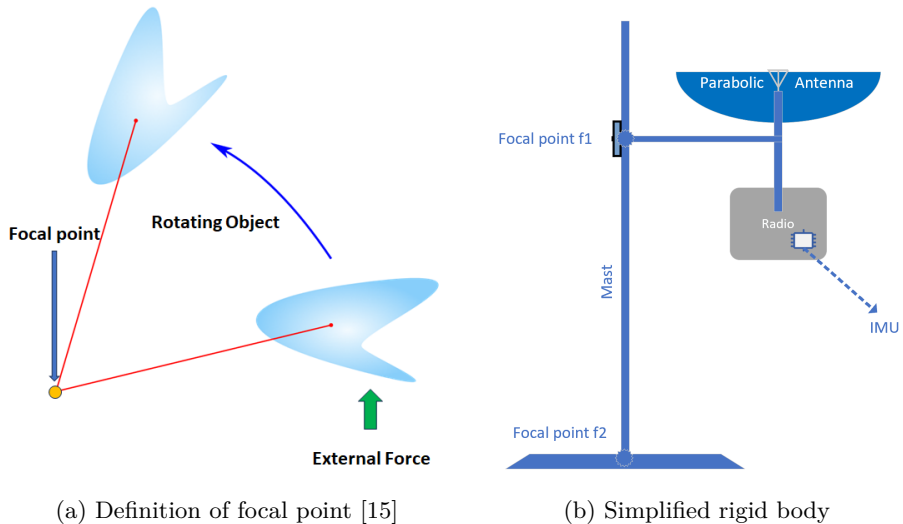 Focal point
Rotating Object
External Force
(a) Definition of focal point [15]
Parabolic Antenna
Focal point f1
Radio
Mast
IMU
Focal point f2
(b) Simplified rigid body